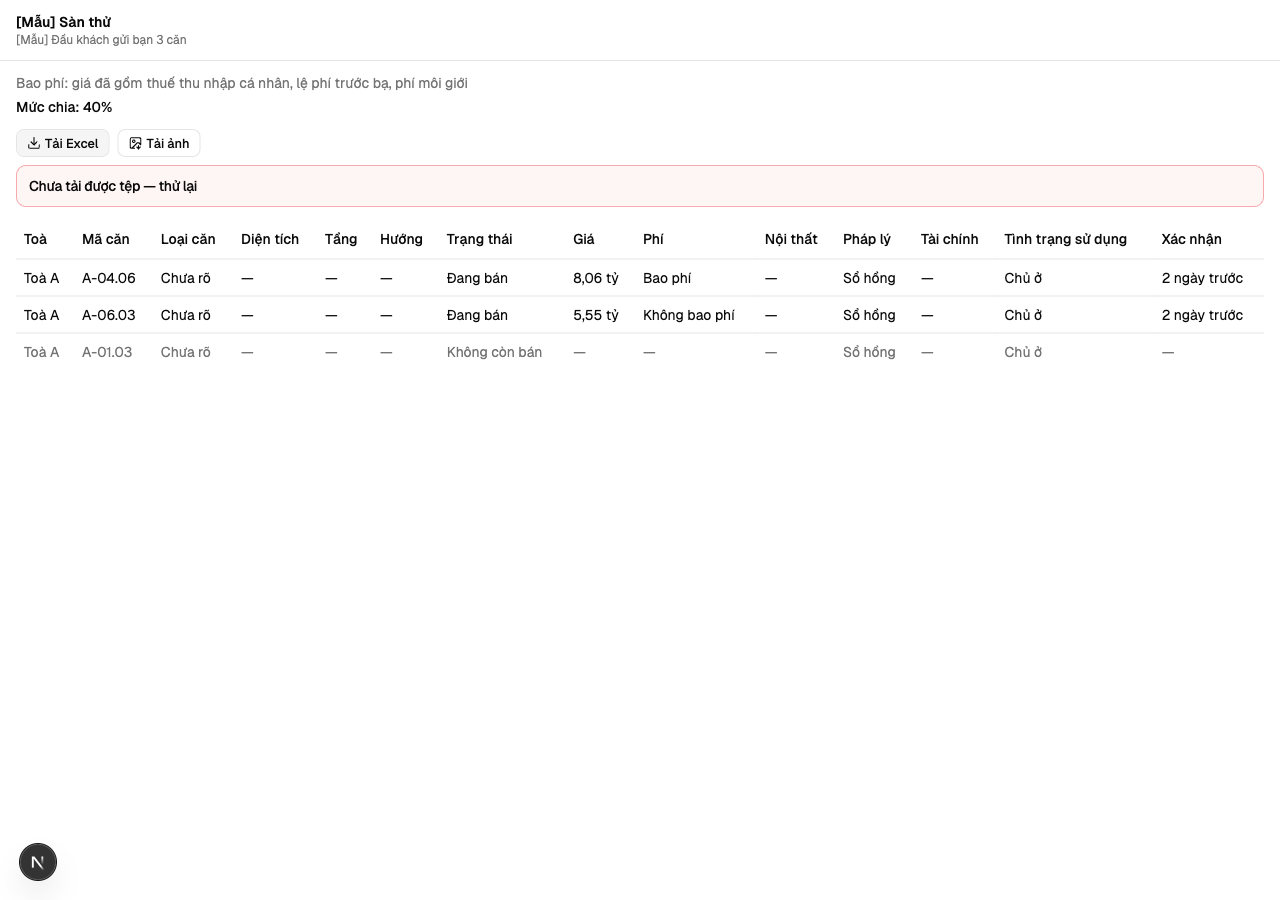 [Mẫu] Sàn thử
[Mẫu] Đầu khách gửi bạn 3 căn
Bao phí: giá đã gồm thuế thu nhập cá nhân, lệ phí trước bạ, phí môi giới
Mức chia: 40%
Tải Excel Tải ảnh
Chưa tải được tệp — thử lại
Toà Mã căn Loại căn Diện tích Tầng Hướng Trạng thái Giá Phí Nội thất Pháp lý Tài chính Tình trạng sử dụng Xác nhận
Toà A A-04.06 Chưa rõ — — — Đang bán 8,06 tỷ Bao phí — Sổ hồng — Chủ ở 2 ngày trước
Toà A A-06.03 Chưa rõ — — — Đang bán 5,55 tỷ Không bao phí — Sổ hồng — Chủ ở 2 ngày trước
Toà A A-01.03 Chưa rõ — — — Không còn bán — — — Sổ hồng — Chủ ở —
N